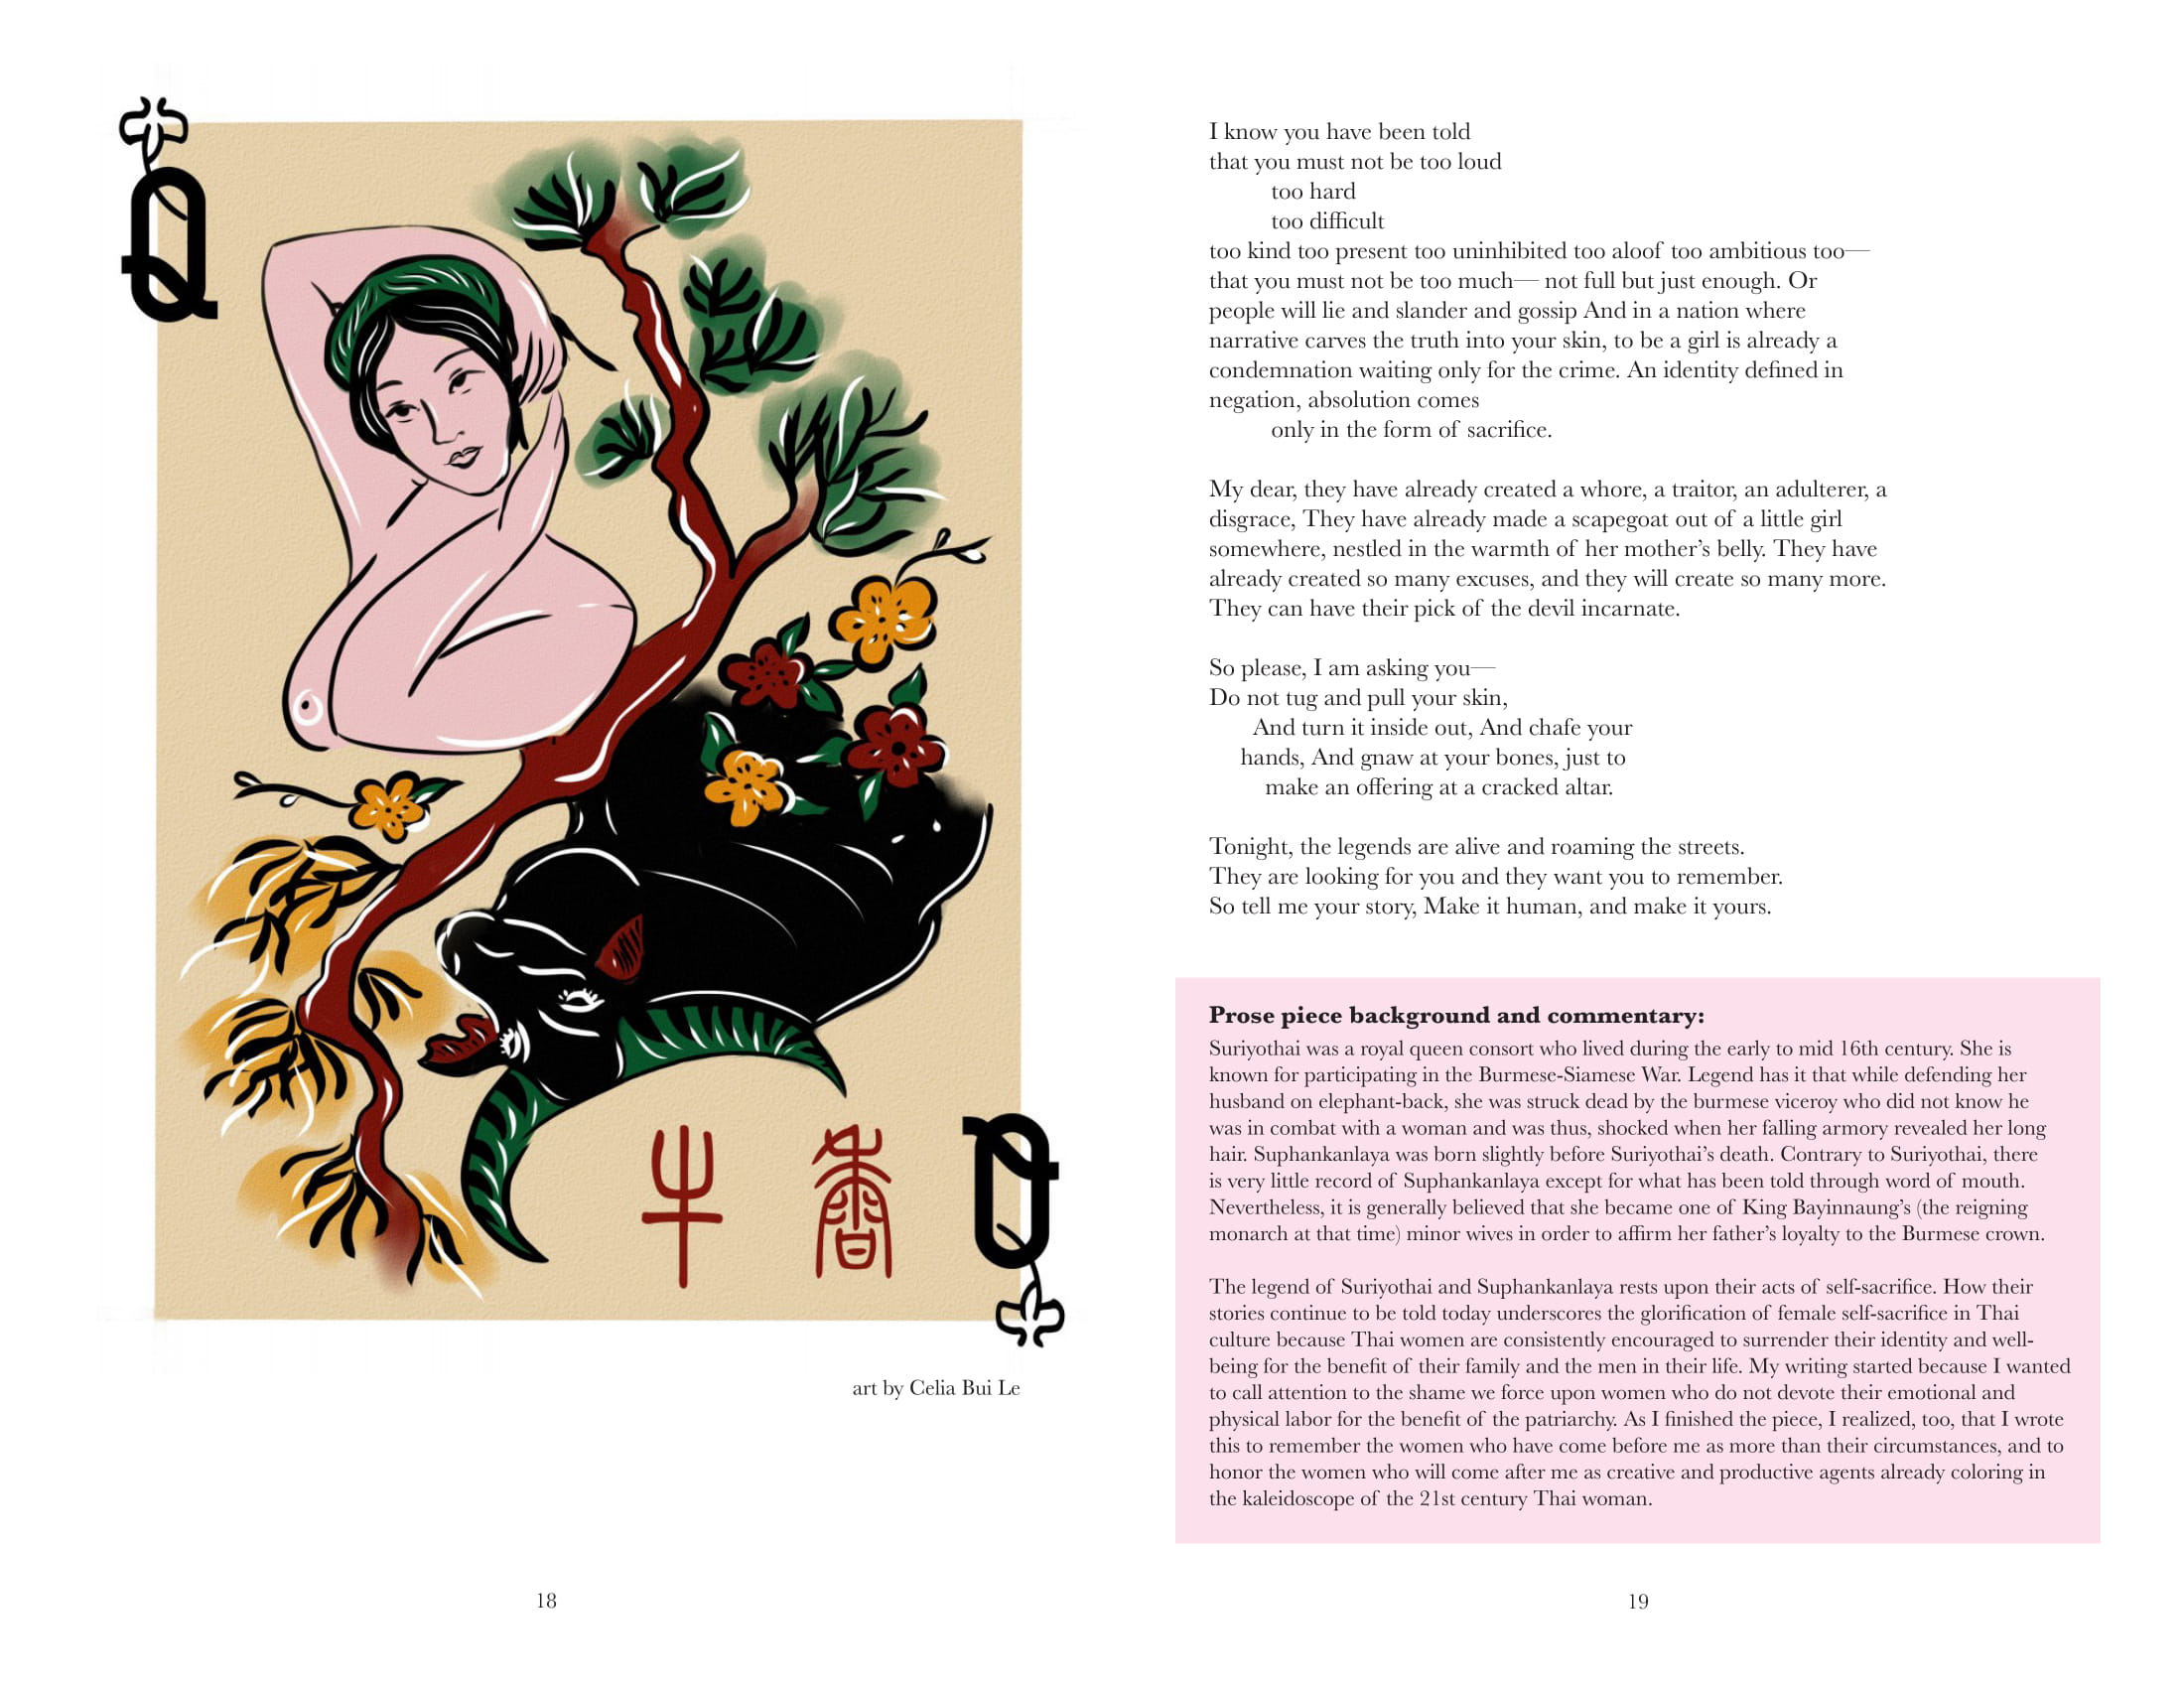 Q
牛 香
Q
art by Celia Bui Le
18
I know you have been told
that you must not be too loud
too hard
too difficult
too kind too present too uninhibited too aloof too ambitious too—
that you must not be too much— not full but just enough. Or
people will lie and slander and gossip And in a nation where
narrative carves the truth into your skin, to be a girl is already a
condemnation waiting only for the crime. An identity defined in
negation, absolution comes
only in the form of sacrifice.
My dear, they have already created a whore, a traitor, an adulterer, a
disgrace, They have already made a scapegoat out of a little girl
somewhere, nestled in the warmth of her mother’s belly. They have
already created so many excuses, and they will create so many more.
They can have their pick of the devil incarnate.
So please, I am asking you—
Do not tug and pull your skin,
And turn it inside out, And chafe your
hands, And gnaw at your bones, just to
make an offering at a cracked altar.
Tonight, the legends are alive and roaming the streets.
They are looking for you and they want you to remember.
So tell me your story, Make it human, and make it yours.
Prose piece background and commentary:
Suriyothai was a royal queen consort who lived during the early to mid 16th century. She is
known for participating in the Burmese-Siamese War. Legend has it that while defending her
husband on elephant-back, she was struck dead by the burmese viceroy who did not know he
was in combat with a woman and was thus, shocked when her falling armory revealed her long
hair. Suphankanlaya was born slightly before Suriyothai’s death. Contrary to Suriyothai, there
is very little record of Suphankanlaya except for what has been told through word of mouth.
Nevertheless, it is generally believed that she became one of King Bayinnaung’s (the reigning
monarch at that time) minor wives in order to affirm her father’s loyalty to the Burmese crown.
The legend of Suriyothai and Suphankanlaya rests upon their acts of self-sacrifice. How their
stories continue to be told today underscores the glorification of female self-sacrifice in Thai
culture because Thai women are consistently encouraged to surrender their identity and well-
being for the benefit of their family and the men in their life. My writing started because I wanted
to call attention to the shame we force upon women who do not devote their emotional and
physical labor for the benefit of the patriarchy. As I finished the piece, I realized, too, that I wrote
this to remember the women who have come before me as more than their circumstances, and to
honor the women who will come after me as creative and productive agents already coloring in
the kaleidoscope of the 21st century Thai woman.
19